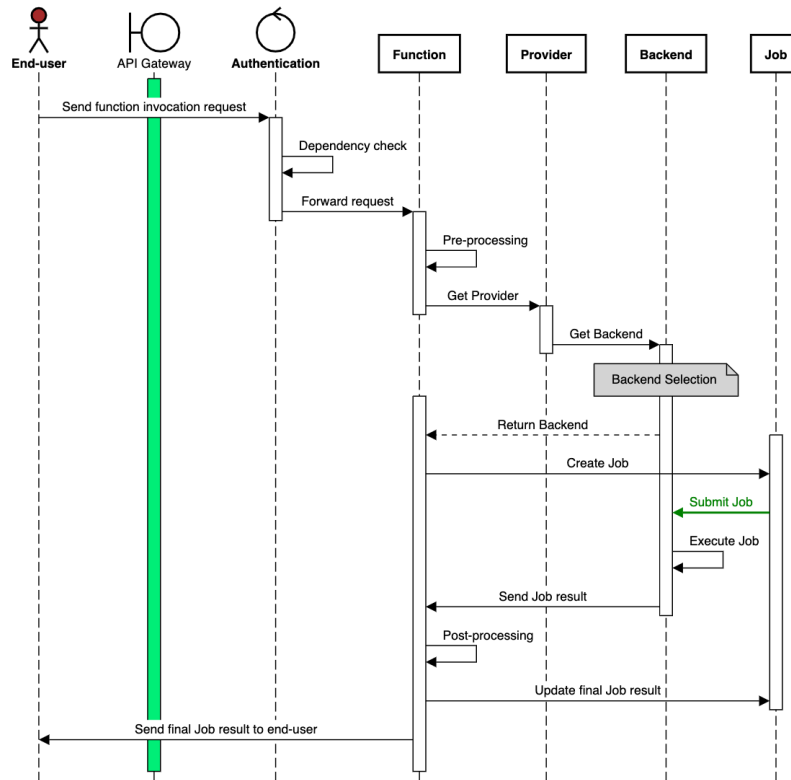 End-user
API Gateway
Authentication
Function
Provider
Backend
Job
Send function invocation request
Dependency check
Forward request
Pre-processing
Get Provider
Get Backend
Backend Selection
Return Backend
Create Job
Submit Job
Execute Job
Send Job result
Post-processing
Update final Job result
Send final Job result to end-user